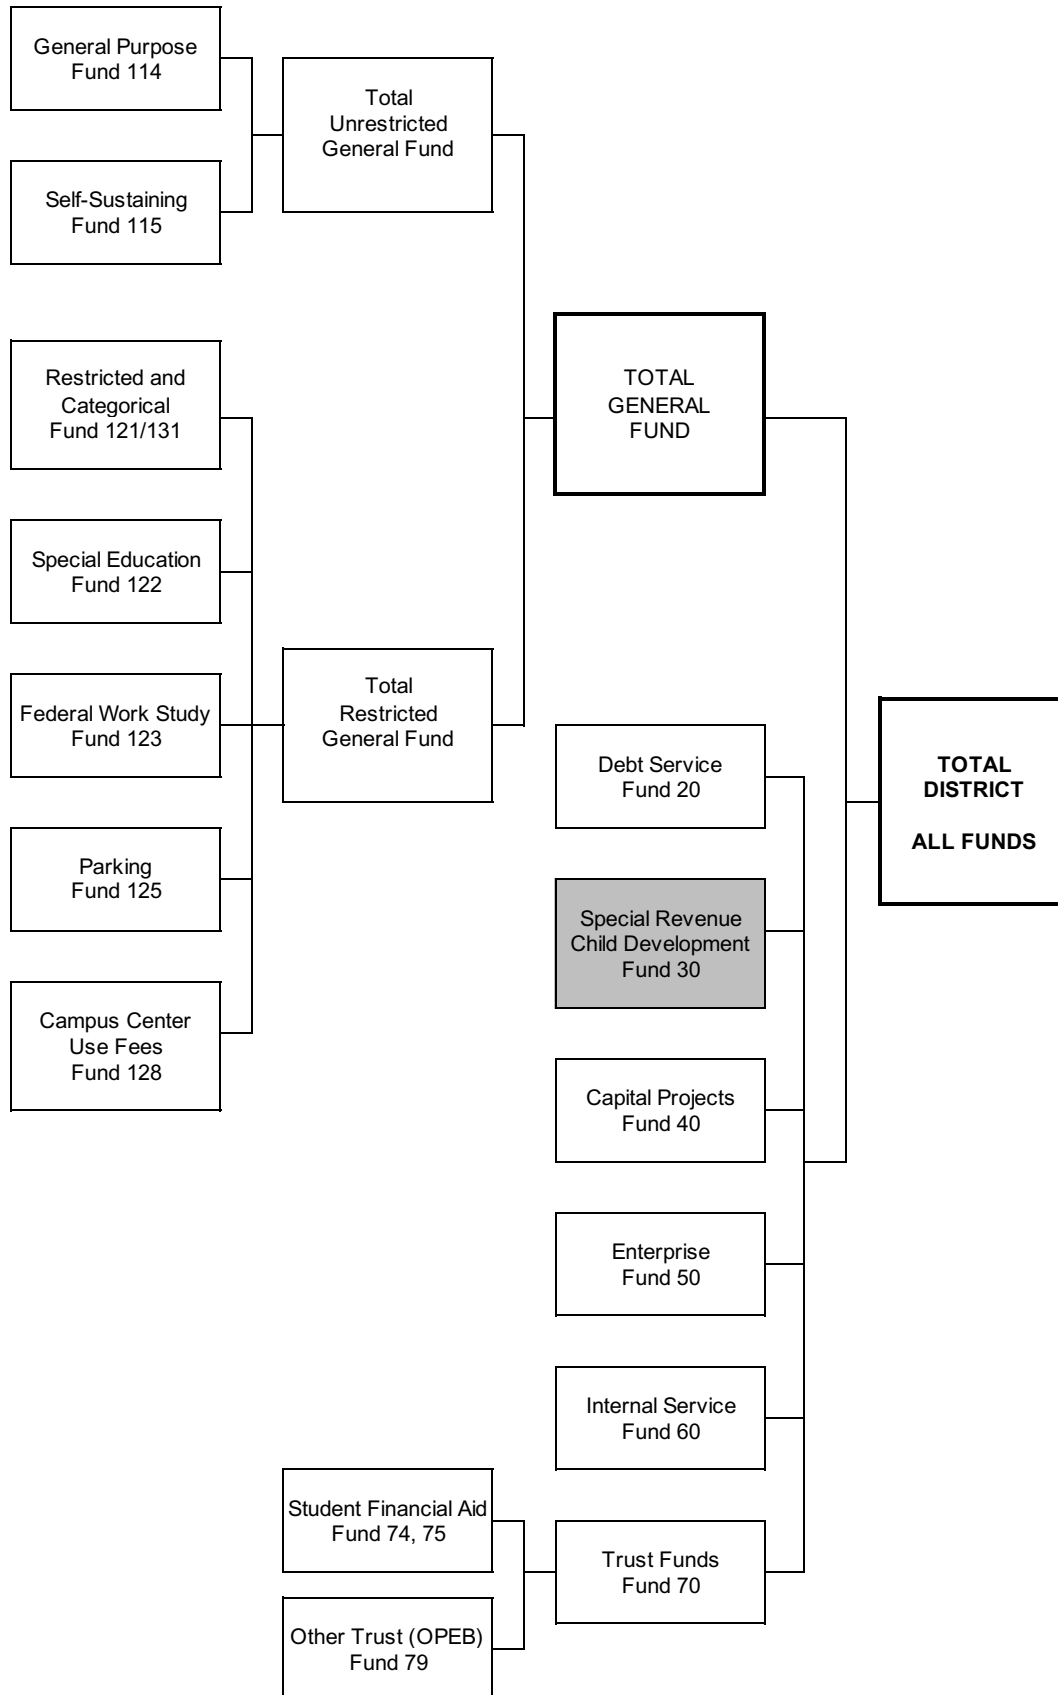 General Purpose
Fund 114
Total
Unrestricted
General Fund
Self-Sustaining
Fund 115
Restricted and
Categorical
Fund 121/131
TOTAL
GENERAL
FUND
Special Education
Fund 122
Federal Work Study
Fund 123
Total
Restricted
General Fund
Debt Service
Fund 20
TOTAL
DISTRICT
ALL FUNDS
Parking
Fund 125
Special Revenue
Child Development
Fund 30
Campus Center
Use Fees
Fund 128
Capital Projects
Fund 40
Enterprise
Fund 50
Internal Service
Fund 60
Student Financial Aid
Fund 74, 75
Trust Funds
Fund 70
Other Trust (OPEB)
Fund 79